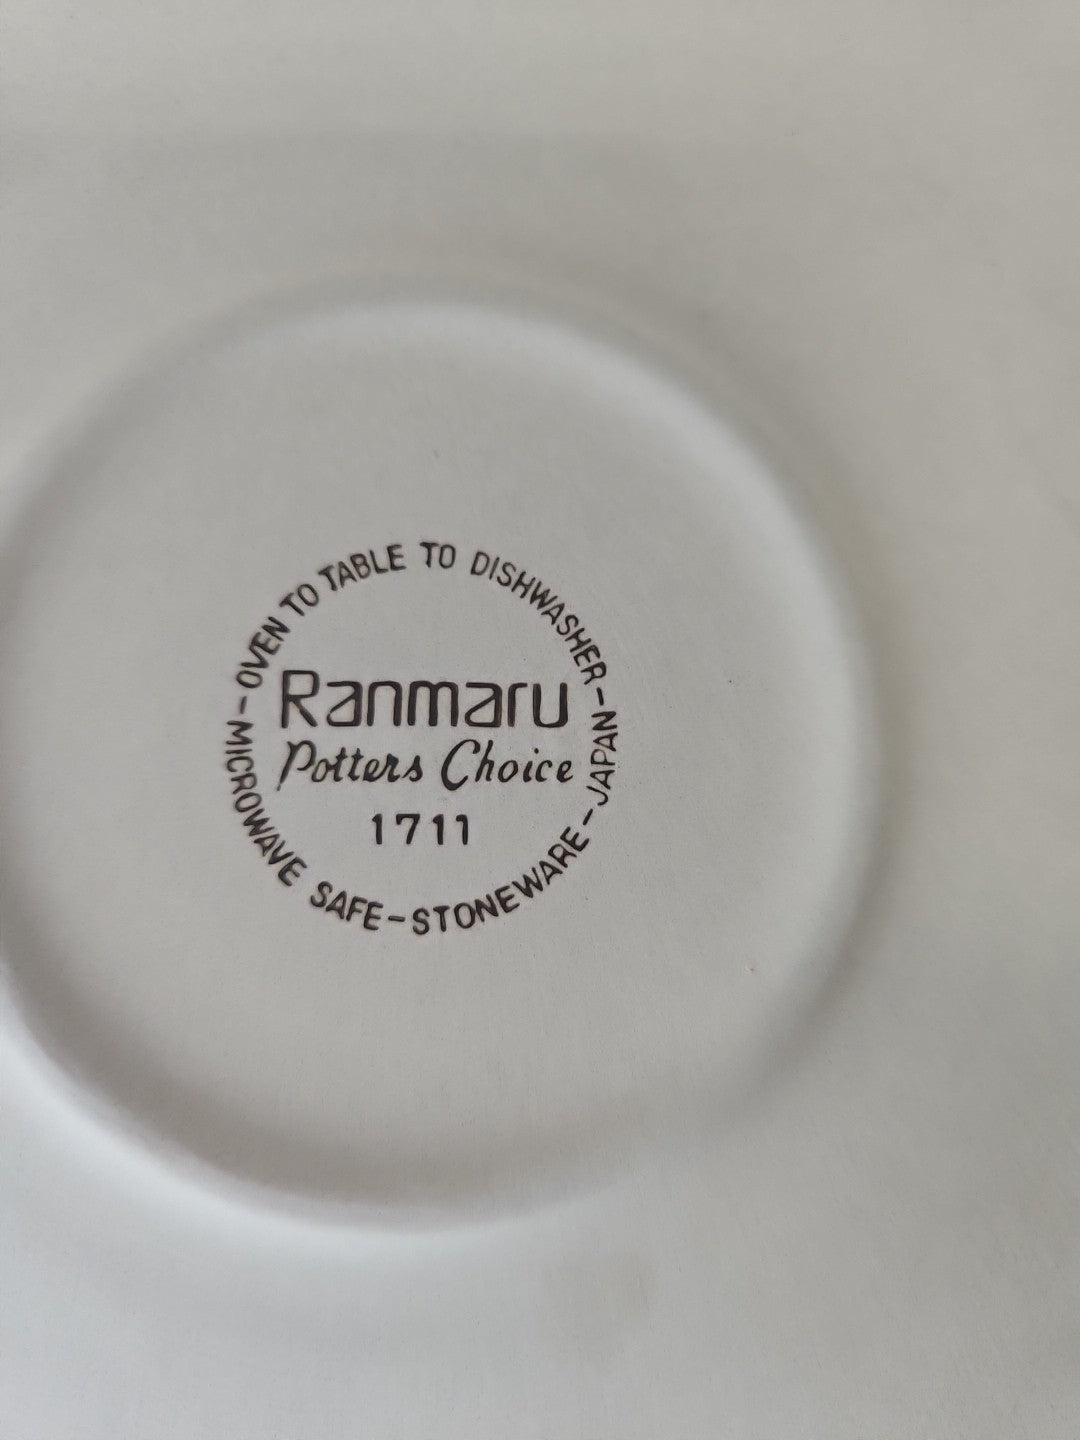 OVEN TO TABLE TO DISHWASHER-JAPAN-
Ranmaru
Potters Choice
1711
MICROWAVE SAFE-STONEWARE-